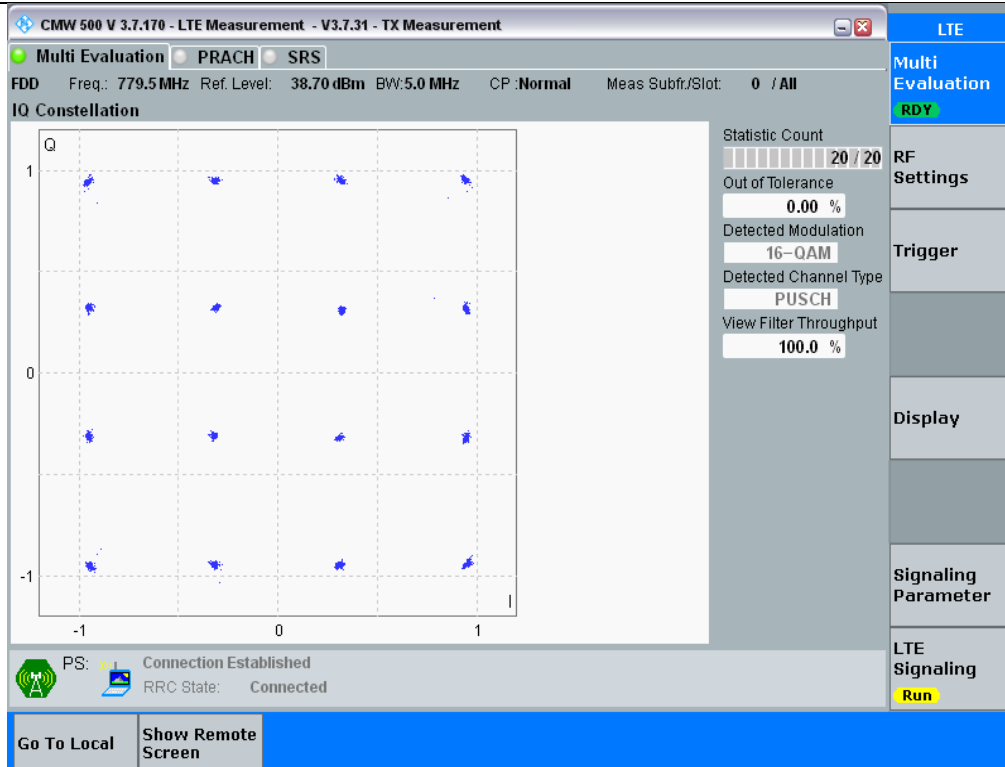 CMW 500 V 3.7.170 - LTE Measurement - V3.7.31 - TX Measurement
LTE
Multi Evaluation PRACH SRS
FDD Freq.: 779.5 MHz Ref. Level: 38.70 dBm BW:5.0 MHz CP :Normal Meas Subfr./Slot: 0 / All
IQ Constellation
Q
1
0
-1
I
-1 0 1
Statistic Count
20 / 20
Out of Tolerance
0.00 %
Detected Modulation
16-QAM
Detected Channel Type
PUSCH
View Filter Throughput
100.0 %
PS: Connection Established
RRC State: Connected
Multi
Evaluation
RDY
RF
Settings
Trigger
Display
Signaling
Parameter
LTE
Signaling
Run
Go To Local
Show Remote
Screen